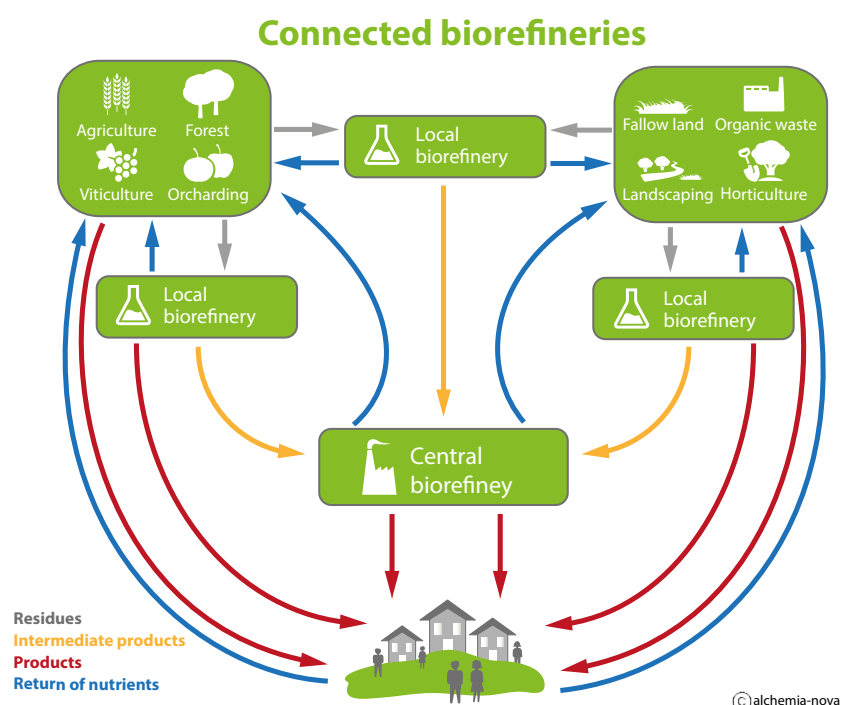 Connected biorefineries
Agriculture
Forest
Viticulture
Orcharding
Local
biorefinery
Fallow land
Organic waste
Landscaping
Horticulture
Local
biorefinery
Local
biorefinery
Central
biorefiney
Residues
Intermediate products
Products
Return of nutrients
© alchemia-nova